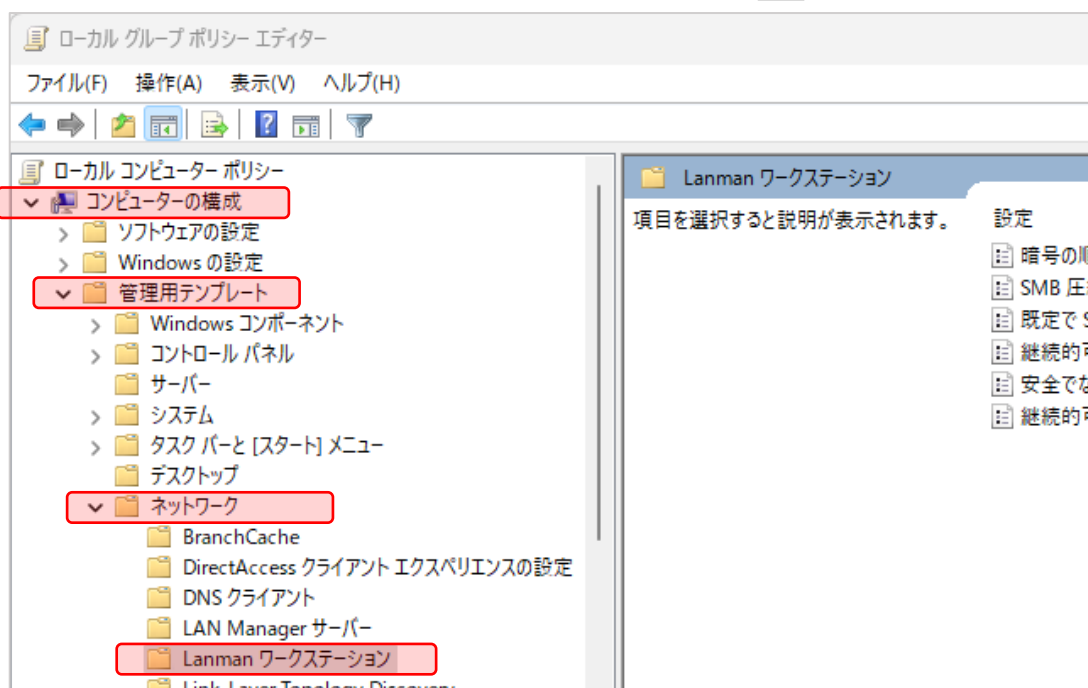 ローカル グループ ポリシー エディター
ファイル(F) 操作(A) 表示(V) ヘルプ(H)
ローカル コンピューター ポリシー
コンピューターの構成
ソフトウェアの設定
Windows の設定
管理用テンプレート
Windows コンポーネント
コントロール パネル
サーバー
システム
タスク バーと [スタート] メニュー
デスクトップ
ネットワーク
BranchCache
DirectAccess クライアント エクスペリエンスの設定
DNS クライアント
LAN Manager サーバー
Lanman ワークステーション
Link-Layer Topology Discovery
Lanman ワークステーション
項目を選択すると説明が表示されます。
設定
暗号の
SMB 圧
既定で S
継続的
安全でな
継続的